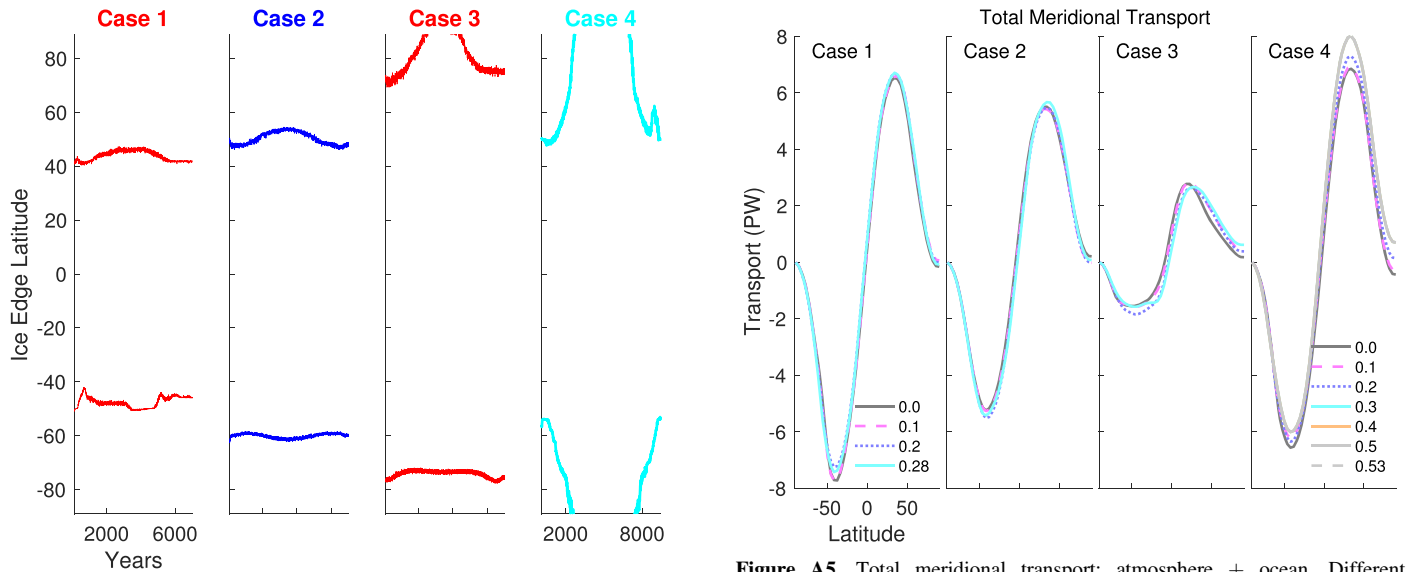 Case 1
Case 2
Case 3
Case 4
80
60
40
20
0
-20
-40
-60
-80
Ice Edge Latitude
2000
6000
2000
8000
Years
Total Meridional Transport
Case 1
Case 2
Case 3
Case 4
8
6
4
2
0
-2
-4
-6
-8
Transport (PW)
0.0
0.1
0.2
0.28
0.0
0.1
0.2
0.3
0.4
0.5
0.53
-50
0
50
Latitude
Figure A5. Total meridional transport: atmosphere + ocean. Different